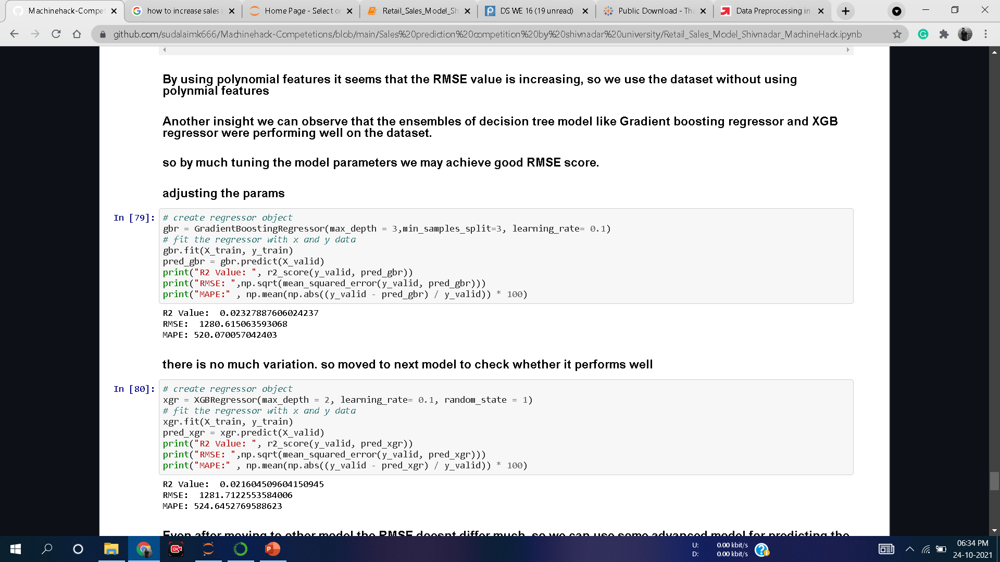 Machinehack-Compet
how to increase sales i
Home Page - Select or
Retail_Sales_Model_Sh
DS WE 16 (19 unread)
Public Download - Tha
Data Preprocessing in
github.com/sudalaimk666/Machinehack-Competetions/blob/main/Sales%20prediction%20competition%20by%20shivnadar%20university/Retail_Sales_Model_Shivnadar_MachineHack.ipynb
By using polynomial features it seems that the RMSE value is increasing, so we use the dataset without using
polynmial features
Another insight we can observe that the ensembles of decision tree model like Gradient boosting regressor and XGB
regressor were performing well on the dataset.
so by much tuning the model parameters we may achieve good RMSE score.
adjusting the params
In [79]: # create regressor object
gbr = GradientBoostingRegressor(max_depth = 3,min_samples_split=3, learning_rate= 0.1)
# fit the regressor with x and y data
gbr.fit(X_train, y_train)
pred_gbr = gbr.predict(X_valid)
print("R2 Value: ", r2_score(y_valid, pred_gbr))
print("RMSE: ",np.sqrt(mean_squared_error(y_valid, pred_gbr)))
print("MAPE:" , np.mean(np.abs((y_valid - pred_gbr) / y_valid)) * 100)
R2 Value:  0.02327887606024237
RMSE:  1280.615063593068
MAPE: 520.070057042403
there is no much variation. so moved to next model to check whether it performs well
In [80]: # create regressor object
xgr = XGBRegressor(max_depth = 2, learning_rate= 0.1, random_state = 1)
# fit the regressor with x and y data
xgr.fit(X_train, y_train)
pred_xgr = xgr.predict(X_valid)
print("R2 Value: ", r2_score(y_valid, pred_xgr))
print("RMSE: ",np.sqrt(mean_squared_error(y_valid, pred_xgr)))
print("MAPE:" , np.mean(np.abs((y_valid - pred_xgr) / y_valid)) * 100)
R2 Value:  0.021604509604150945
RMSE:  1281.7122553584006
MAPE: 524.6452769588623
Even after moving to other model the RMSE doesnt differ much, so we can use some advanced model for predicting the
U: 0.00 kbit/s
D: 0.00 kbit/s
06:34 PM
24-10-2021